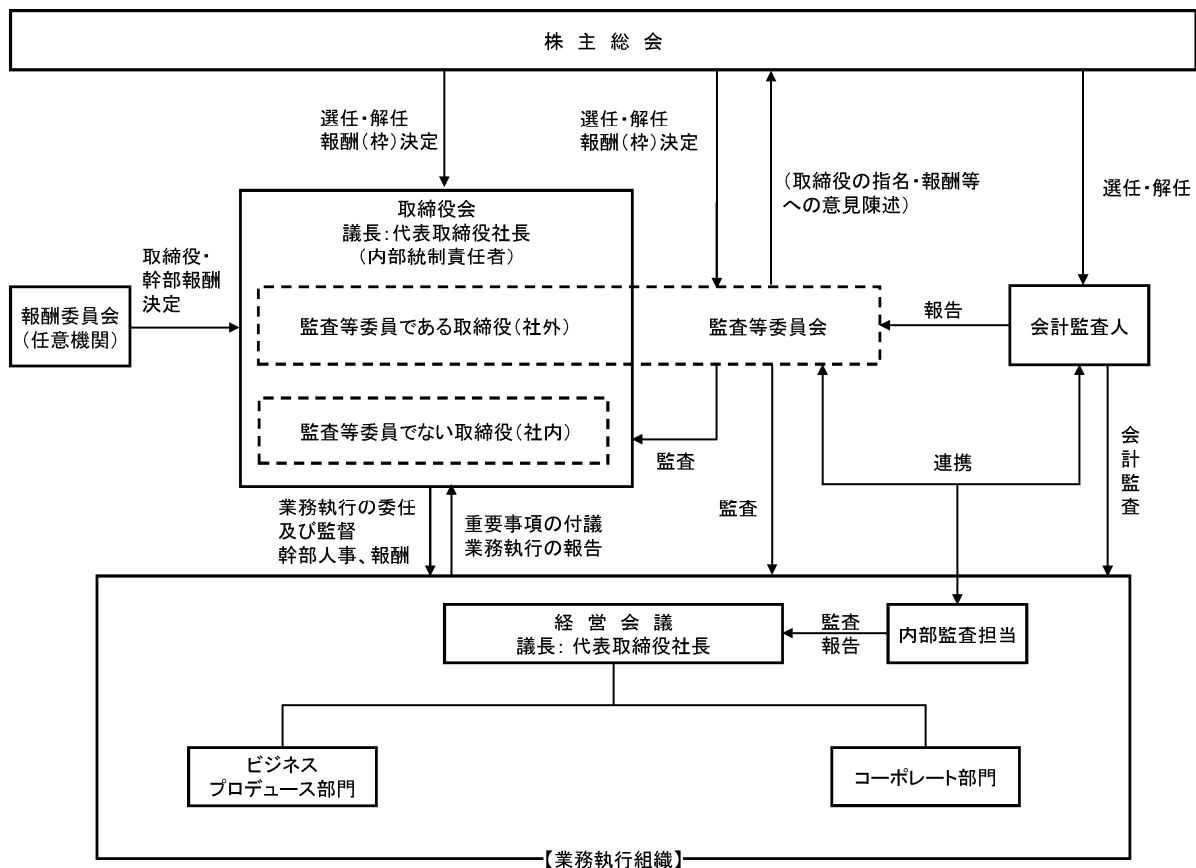 株主総会
選任・解任
報酬(枠)決定
選任・解任
報酬(枠)決定
(取締役の指名・報酬等
への意見陳述)
選任・解任
取締役会
議長:代表取締役社長
(内部統制責任者)
取締役・
幹部報酬
決定
報酬委員会
(任意機関)
監査等委員である取締役(社外)
監査等委員会
報告
会計監査人
監査等委員でない取締役(社内)
監査
連携
会計監査
業務執行の委任
及び監督
幹部人事、報酬
重要事項の付議
業務執行の報告
監査
経営会議
議長: 代表取締役社長
監査
報告
内部監査担当
ビジネス
プロデュース部門
コーポレート部門
【業務執行組織】